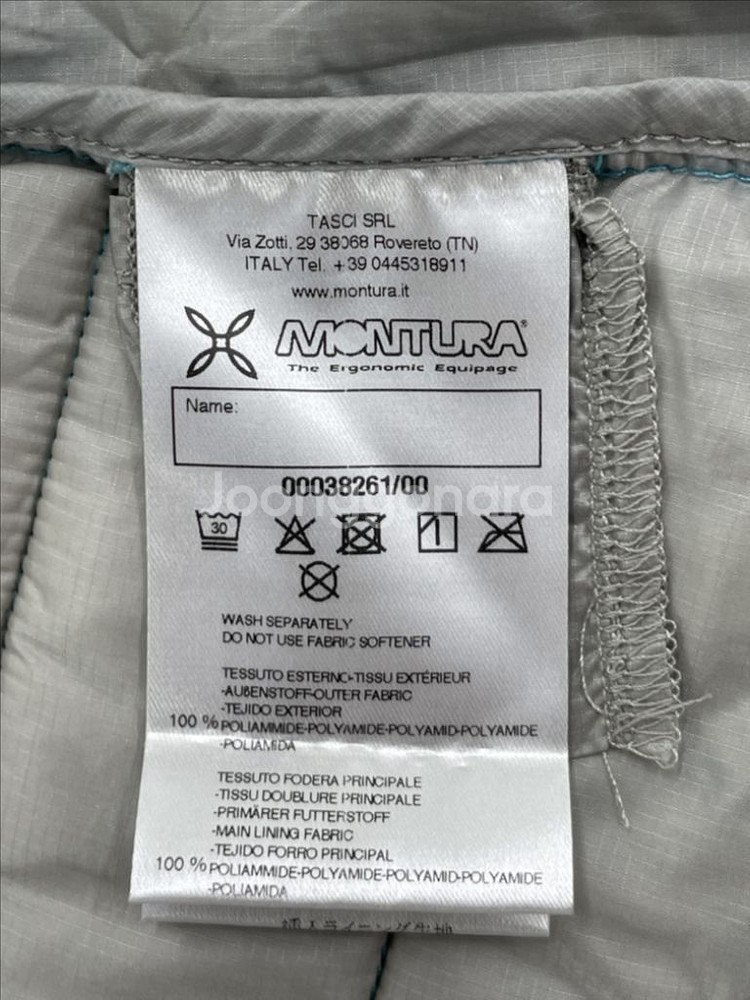 TASCI SRL
Via Zotti, 29 38068 Rovereto (TN)
ITALY Tel. +39 0445318911
www.montura.it
MONTURA®
The Ergonomic Equipage
Name:
00038261/00
Joonggonara
30
1
WASH SEPARATELY
DO NOT USE FABRIC SOFTENER
TESSUTO ESTERNO-TISSU EXTÉRIEUR
-AUßENSTOFF-OUTER FABRIC
-TEJIDO EXTERIOR
100 % POLIAMMIDE-POLYAMIDE-POLYAMID-POLYAMIDE
-POLIAMIDA
TESSUTO FODERA PRINCIPALE
-TISSU DOUBLURE PRINCIPALE
-PRIMÄRER FUTTERSTOFF
-MAIN LINING FABRIC
-TEJIDO FORRO PRINCIPAL
100 % POLIAMMIDE-POLYAMIDE-POLYAMID-POLYAMIDE
-POLIAMIDA